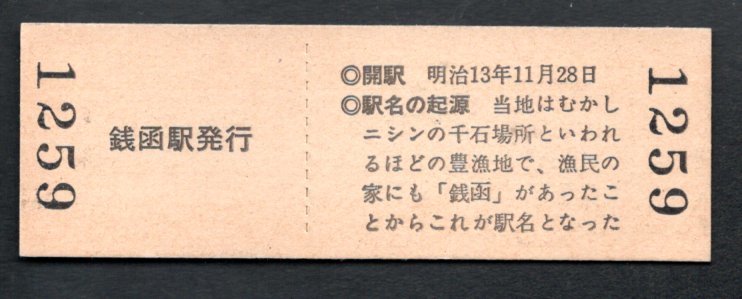 1259
銭函駅発行
◎開駅 明治13年11月28日
◎駅名の起源 当地はむかし
ニシンの千石場所といわれ
るほどの豊漁地で、漁民の
家にも「銭函」があったこ
とからこれが駅名となった
1259